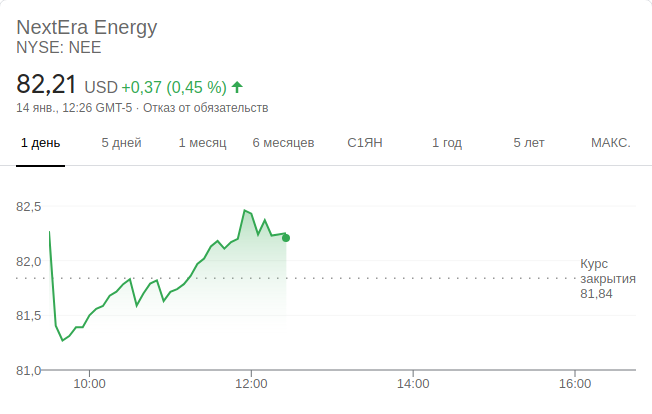 NextEra Energy
NYSE: NEE
82,21 USD +0,37 (0,45 %)
14 янв., 12:26 GMT-5 · Отказ от обязательств
1 день 5 дней 1 месяц 6 месяцев С1ЯН 1 год 5 лет МАКС.
82,5
82,0
Курс
закрытия
81,84
81,5
81,0
10:00 12:00 14:00 16:00